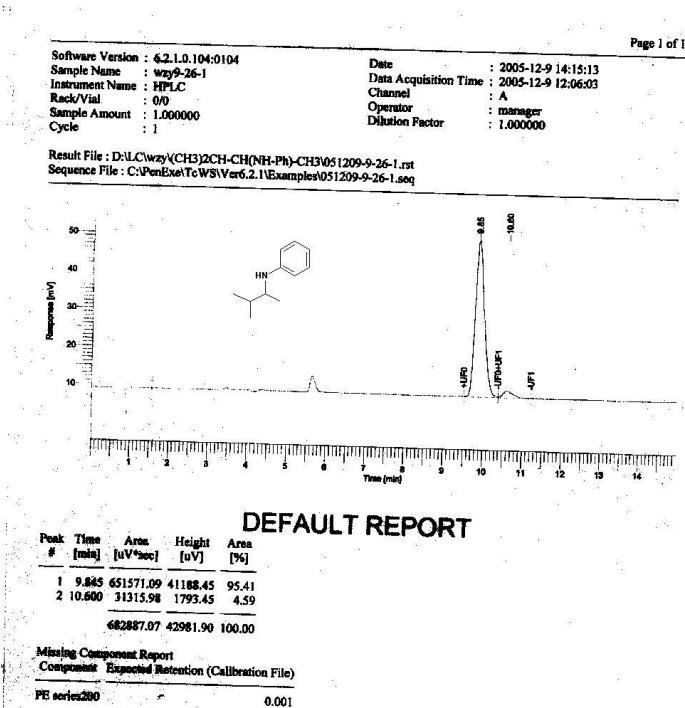 Page 1 of 1
Software Version : 6.2.1.0.104:0104
Sample Name : wzy9-26-1
Instrument Name : HPLC
Rack/Vial : 0/0
Sample Amount : 1.000000
Cycle : 1
Date : 2005-12-9 14:15:13
Data Acquisition Time : 2005-12-9 12:06:03
Channel : A
Operator : manager
Dilution Factor : 1.000000
Result File : D:\LC\wzy\(CH3)2CH-CH(NH-Ph)-CH3\051209-9-26-1.rst
Sequence File : C:\PenExe\TcWS\Ver6.2.1\Examples\051209-9-26-1.seq
Response [mV]
50
40
30
20
10
HN
9.85
10.60
+UF0
-UF0+UF1
-UF1
1 2 3 4 5 6 7 8 9 10 11 12 13 14
Time [min]
DEFAULT REPORT
Peak Time Area Height Area
# [min] [uV*sec] [uV] [%]
1 9.845 651571.09 41188.45 95.41
2 10.600 31315.98 1793.45 4.59
682887.07 42981.90 100.00
Missing Component Report
Component Expected Retention (Calibration File)
PE series200 0.001